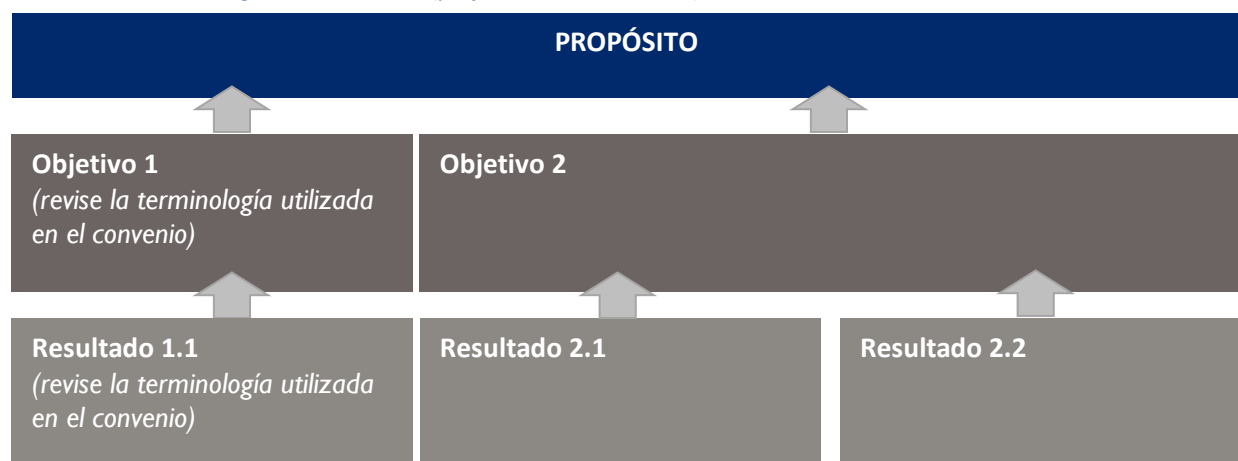 PROPÓSITO
Objetivo 1
(revise la terminología utilizada
en el convenio)
Objetivo 2
Resultado 1.1
(revise la terminología utilizada
en el convenio)
Resultado 2.1
Resultado 2.2